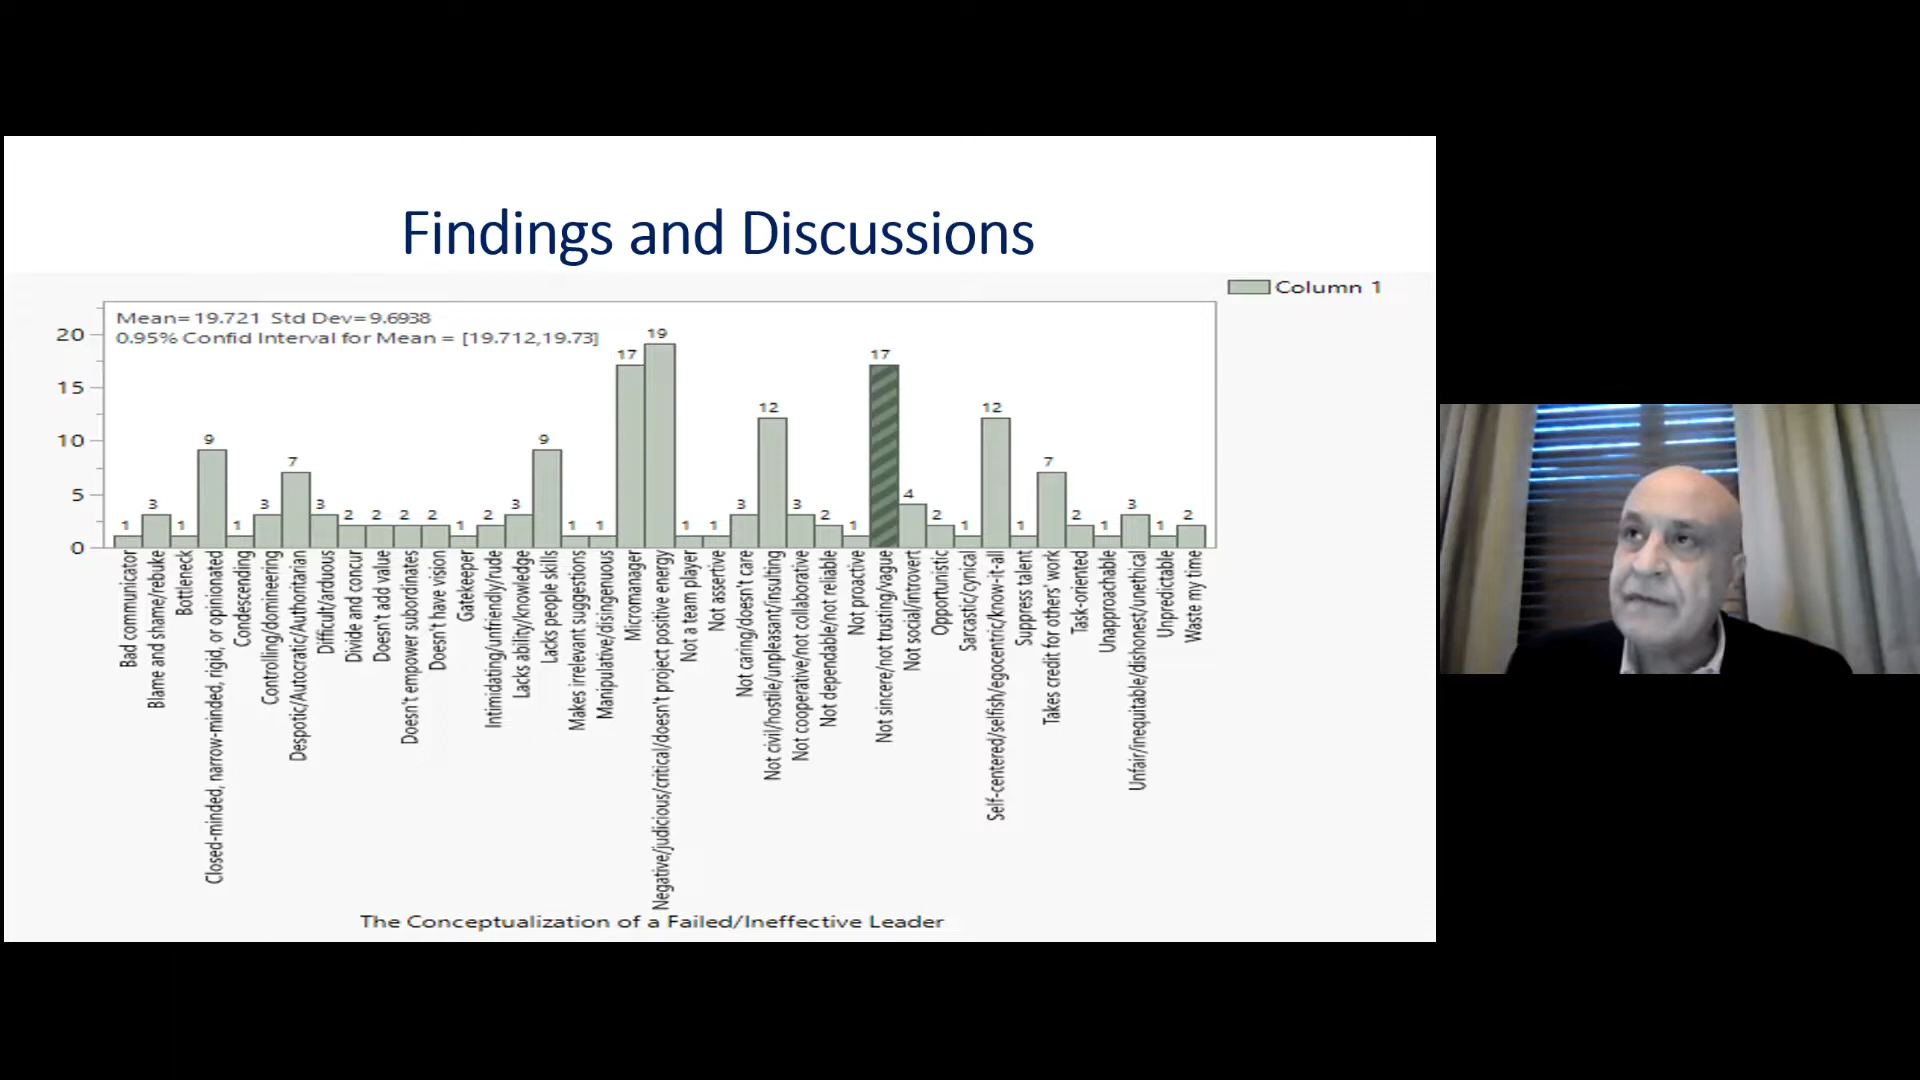 Findings and Discussions
Column 1
Mean=19.721 Std Dev=9.6938
0.95% Confid Interval for Mean = [19.712,19.73]
20
15
10
5
0
1
3
1
9
1
3
7
3
2
2
2
2
1
2
3
9
1
1
17
19
1
1
3
12
3
2
1
17
4
2
1
12
1
7
2
1
3
1
2
Bad communicator
Blame and shame/rebuke
Bottleneck
Closed-minded, narrow-minded, rigid, or opinionated
Condescending
Controlling/domineering
Despotic/Autocratic/Authoritarian
Difficult/arduous
Divide and concur
Doesn't add value
Doesn't empower subordinates
Doesn't have vision
Gatekeeper
Intimidating/unfriendly/rude
Lacks ability/knowledge
Lacks people skills
Makes irrelevant suggestions
Manipulative/disingenuous
Micromanager
Negative/judicious/critical/doesn't project positive energy
Not a team player
Not assertive
Not caring/doesn't care
Not civil/hostile/unpleasant/insulting
Not cooperative/not collaborative
Not dependable/not reliable
Not proactive
Not sincere/not trusting/vague
Not social/introvert
Opportunistic
Sarcastic/cynical
Self-centered/selfish/egocentric/know-it-all
Suppress talent
Takes credit for others' work
Task-oriented
Unapproachable
Unfair/inequitable/dishonest/unethical
Unpredictable
Waste my time
The Conceptualization of a Failed/Ineffective Leader